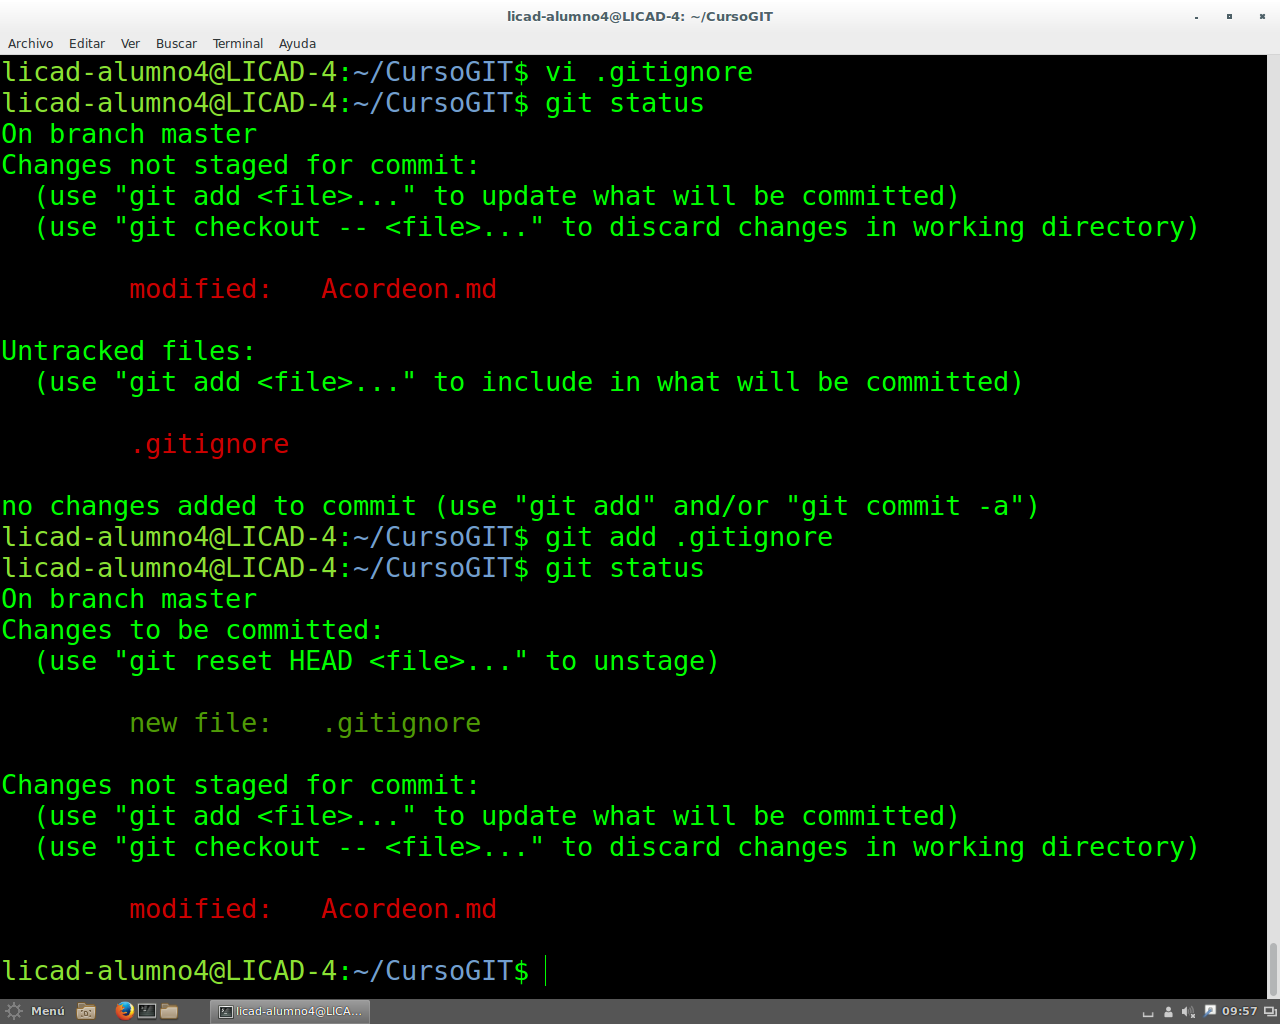 licad-alumno4@LICAD-4: ~/CursoGIT
Archivo Editar Ver Buscar Terminal Ayuda
licad-alumno4@LICAD-4:~/CursoGIT$ vi .gitignore
licad-alumno4@LICAD-4:~/CursoGIT$ git status
On branch master
Changes not staged for commit:
  (use "git add <file>..." to update what will be committed)
  (use "git checkout -- <file>..." to discard changes in working directory)
        modified:   Acordeon.md
Untracked files:
  (use "git add <file>..." to include in what will be committed)
        .gitignore
no changes added to commit (use "git add" and/or "git commit -a")
licad-alumno4@LICAD-4:~/CursoGIT$ git add .gitignore
licad-alumno4@LICAD-4:~/CursoGIT$ git status
On branch master
Changes to be committed:
  (use "git reset HEAD <file>..." to unstage)
        new file:   .gitignore
Changes not staged for commit:
  (use "git add <file>..." to update what will be committed)
  (use "git checkout -- <file>..." to discard changes in working directory)
        modified:   Acordeon.md
licad-alumno4@LICAD-4:~/CursoGIT$
Menú licad-alumno4@LICA... 09:57